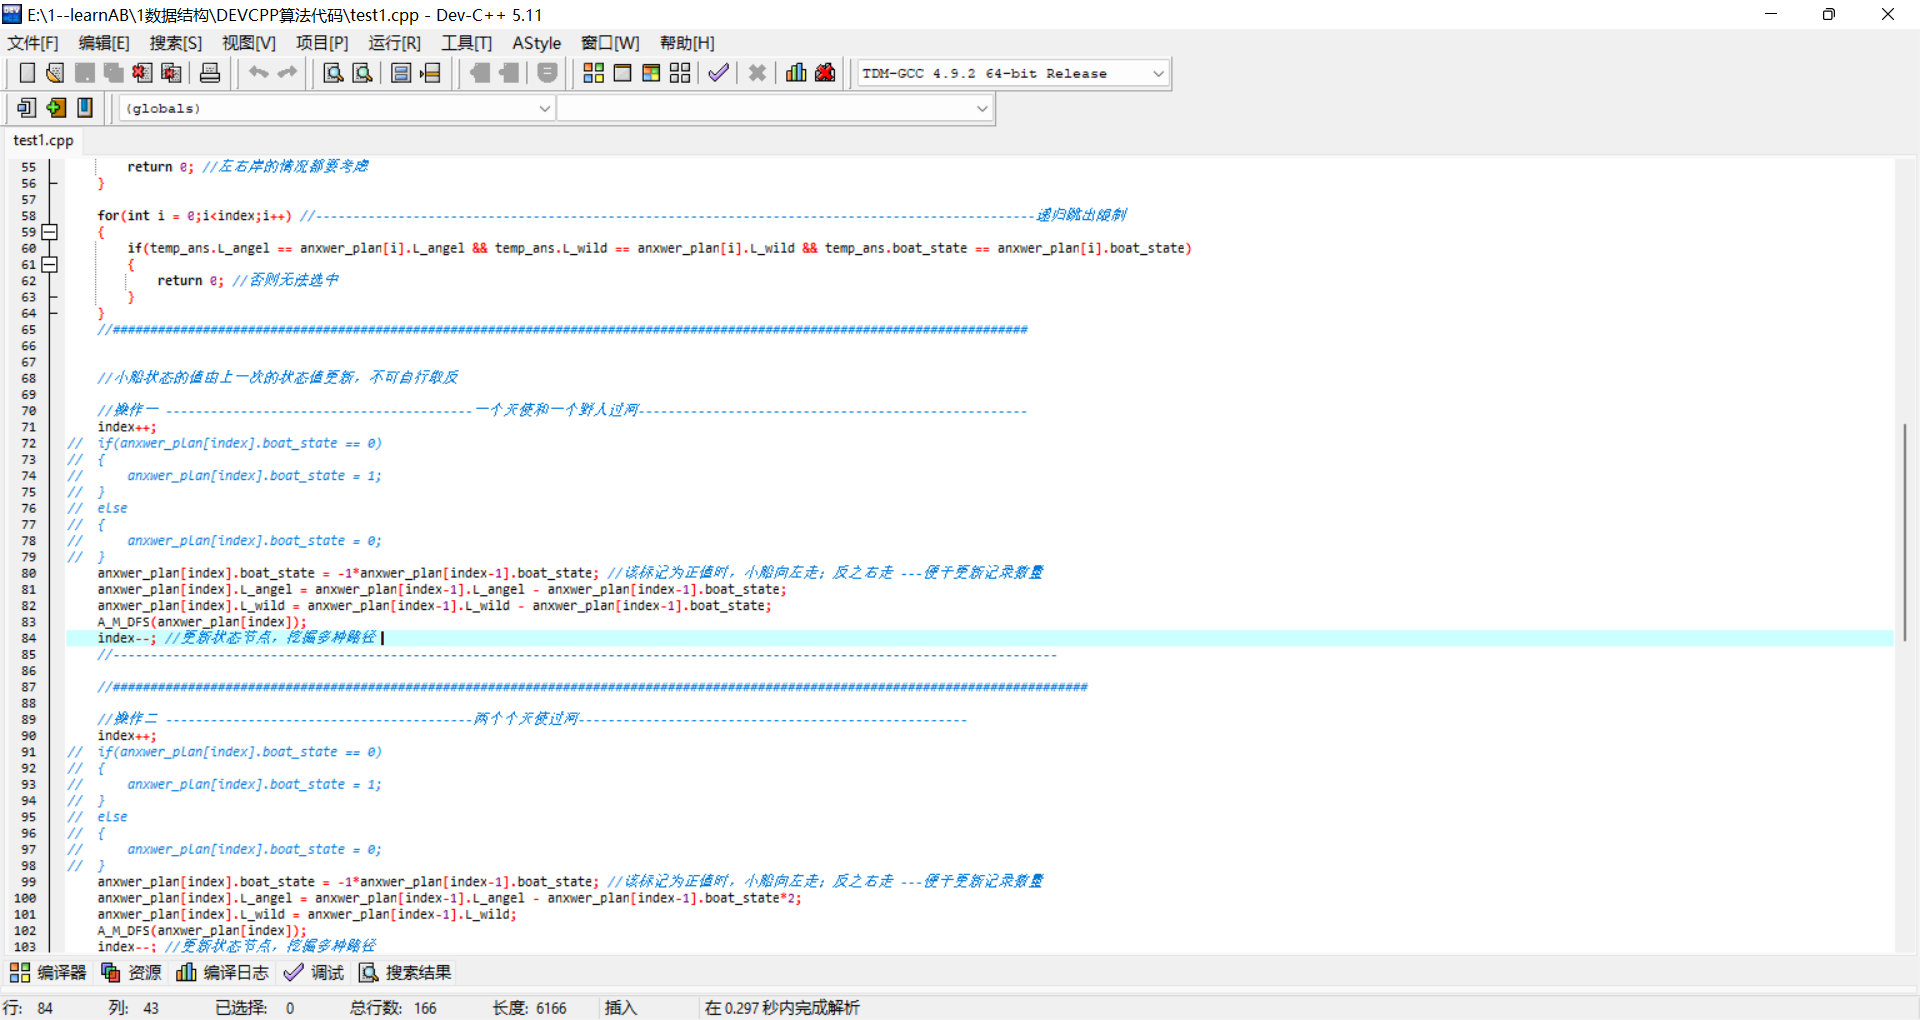 E:\1--learnAB\1数据结构\DEVCPP算法代码\test1.cpp - Dev-C++ 5.11
文件[F] 编辑[E] 搜索[S] 视图[V] 项目[P] 运行[R] 工具[T] AStyle 窗口[W] 帮助[H]
TDM-GCC 4.9.2 64-bit Release
(globals)
test1.cpp
55 return 0; //左右岸的情况都要考虑
56 }
57
58 for(int i = 0;i<index;i++) //------------------------------------------------------------------------------------------------递归跳出限制
59 {
60 if(temp_ans.L_angel == anxwer_plan[i].L_angel && temp_ans.L_wild == anxwer_plan[i].L_wild && temp_ans.boat_state == anxwer_plan[i].boat_state)
61 {
62 return 0; //否则无法选中
63 }
64 }
65 //##########################################################################################################################
66
67
68 //小船状态的值由上一次的状态值更新，不可自行取反
69
70 //操作一 -----------------------------------------一个天使和一个野人过河----------------------------------------------------
71 index++;
72 // if(anxwer_plan[index].boat_state == 0)
73 // {
74 // anxwer_plan[index].boat_state = 1;
75 // }
76 // else
77 // {
78 // anxwer_plan[index].boat_state = 0;
79 // }
80 anxwer_plan[index].boat_state = -1*anxwer_plan[index-1].boat_state; //该标记为正值时，小船向左走；反之右走 ---便于更新记录数量
81 anxwer_plan[index].L_angel = anxwer_plan[index-1].L_angel - anxwer_plan[index-1].boat_state;
82 anxwer_plan[index].L_wild = anxwer_plan[index-1].L_wild - anxwer_plan[index-1].boat_state;
83 A_M_DFS(anxwer_plan[index]);
84 index--; //更新状态节点，挖掘多种路径
85 //------------------------------------------------------------------------------------------------------------------------------
86
87 //##################################################################################################################################
88
89 //操作二 -----------------------------------------两个个天使过河----------------------------------------------------
90 index++;
91 // if(anxwer_plan[index].boat_state == 0)
92 // {
93 // anxwer_plan[index].boat_state = 1;
94 // }
95 // else
96 // {
97 // anxwer_plan[index].boat_state = 0;
98 // }
99 anxwer_plan[index].boat_state = -1*anxwer_plan[index-1].boat_state; //该标记为正值时，小船向左走；反之右走 ---便于更新记录数量
100 anxwer_plan[index].L_angel = anxwer_plan[index-1].L_angel - anxwer_plan[index-1].boat_state*2;
101 anxwer_plan[index].L_wild = anxwer_plan[index-1].L_wild;
102 A_M_DFS(anxwer_plan[index]);
103 index--; //更新状态节点，挖掘多种路径
编译器 资源 编译日志 调试 搜索结果
行: 84 列: 43 已选择: 0 总行数: 166 长度: 6166 插入 在 0.297 秒内完成解析